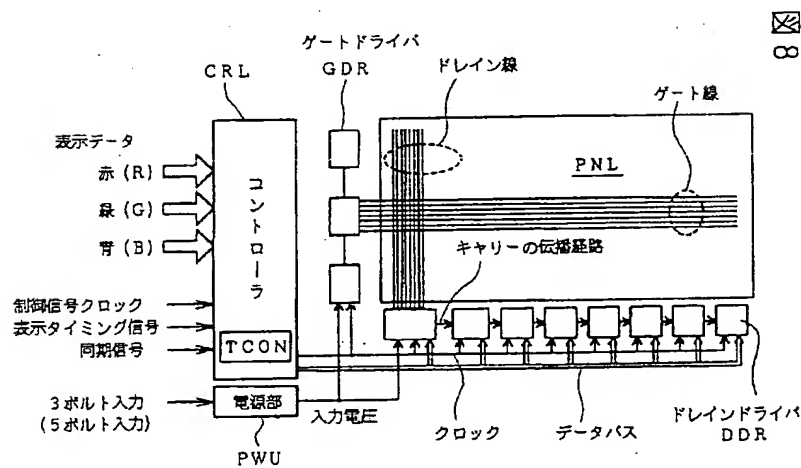 図8
ゲートドライバ
GDR
ドレイン線
CRL
ゲート線
表示データ
赤(R)
緑(G)
青(B)
コントローラ
PNL
キャリーの伝播経路
制御信号クロック
表示タイミング信号
同期信号
TCON
3ボルト入力
(5ボルト入力)
電源部
入力電圧
クロック
データバス
ドレインドライバ
DDR
PWU